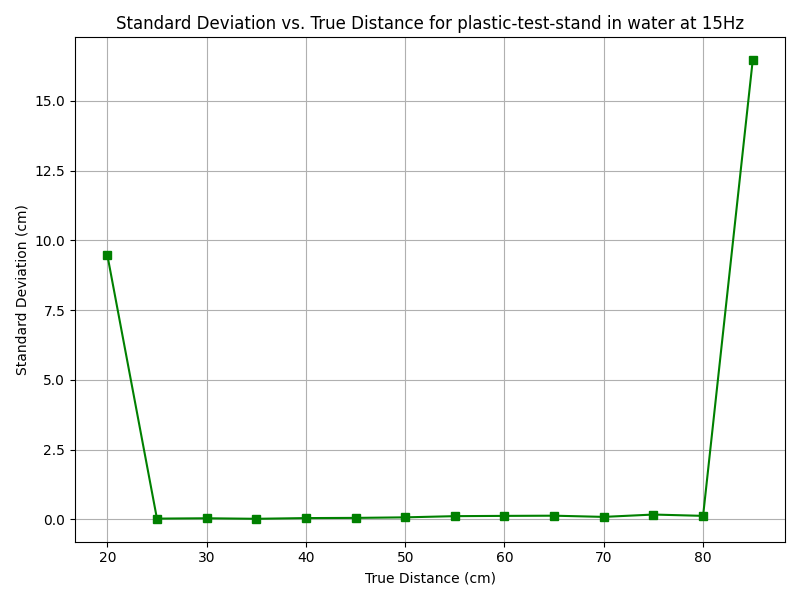 Standard Deviation vs. True Distance for plastic-test-stand in water at 15Hz
15.0
12.5
10.0
7.5
5.0
2.5
0.0
Standard Deviation (cm)
20 30 40 50 60 70 80
True Distance (cm)